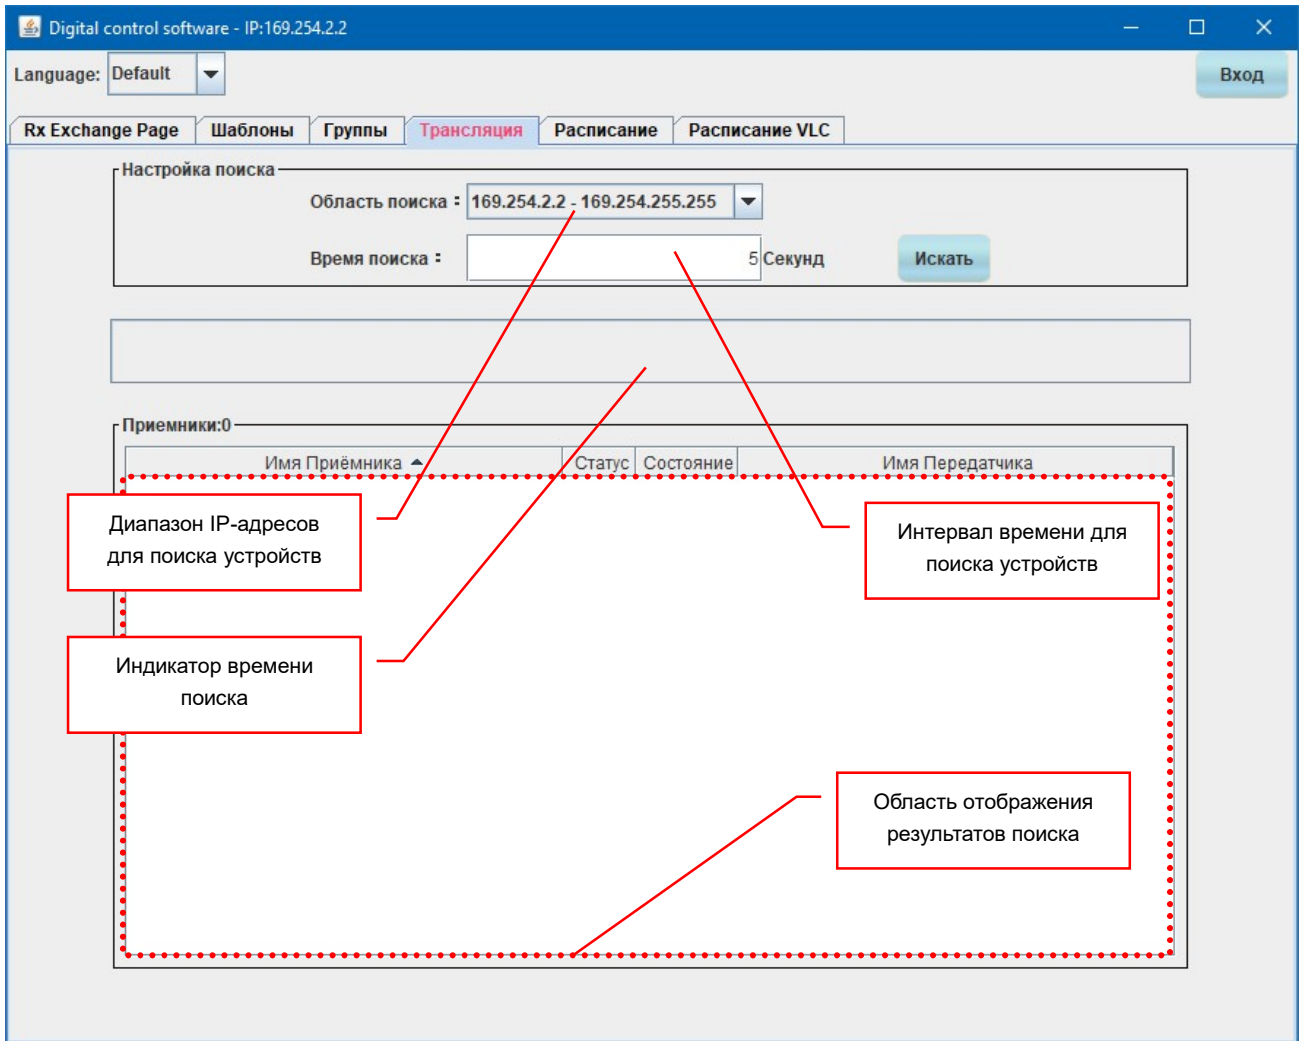 Digital control software - IP:169.254.2.2
Language: Default
Вход
Rx Exchange Page Шаблоны Группы Трансляция Расписание Расписание VLC
Настройка поиска
Область поиска : 169.254.2.2 - 169.254.255.255
Время поиска : 5 Секунд Искать
Приемники:0
Имя Приёмника Статус Состояние Имя Передатчика
Диапазон IP-адресов
для поиска устройств
Интервал времени для
поиска устройств
Индикатор времени
поиска
Область отображения
результатов поиска